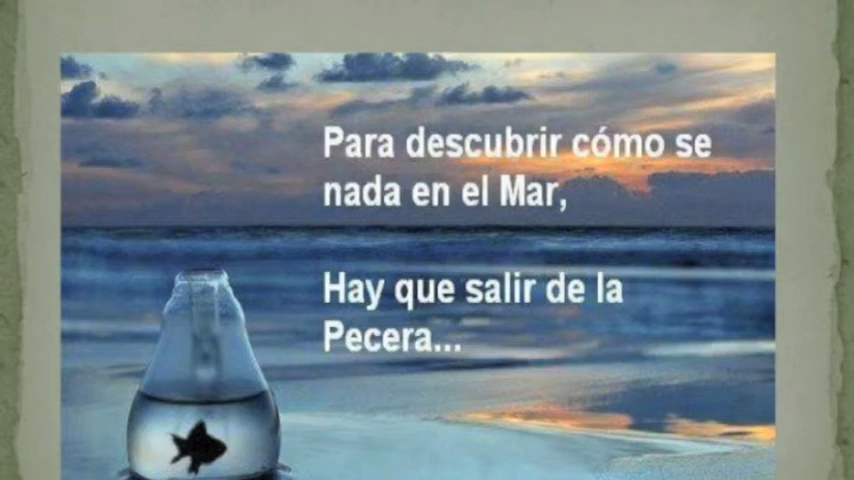 Para descubrir cómo se
nada en el Mar,
Hay que salir de la
Pecera...